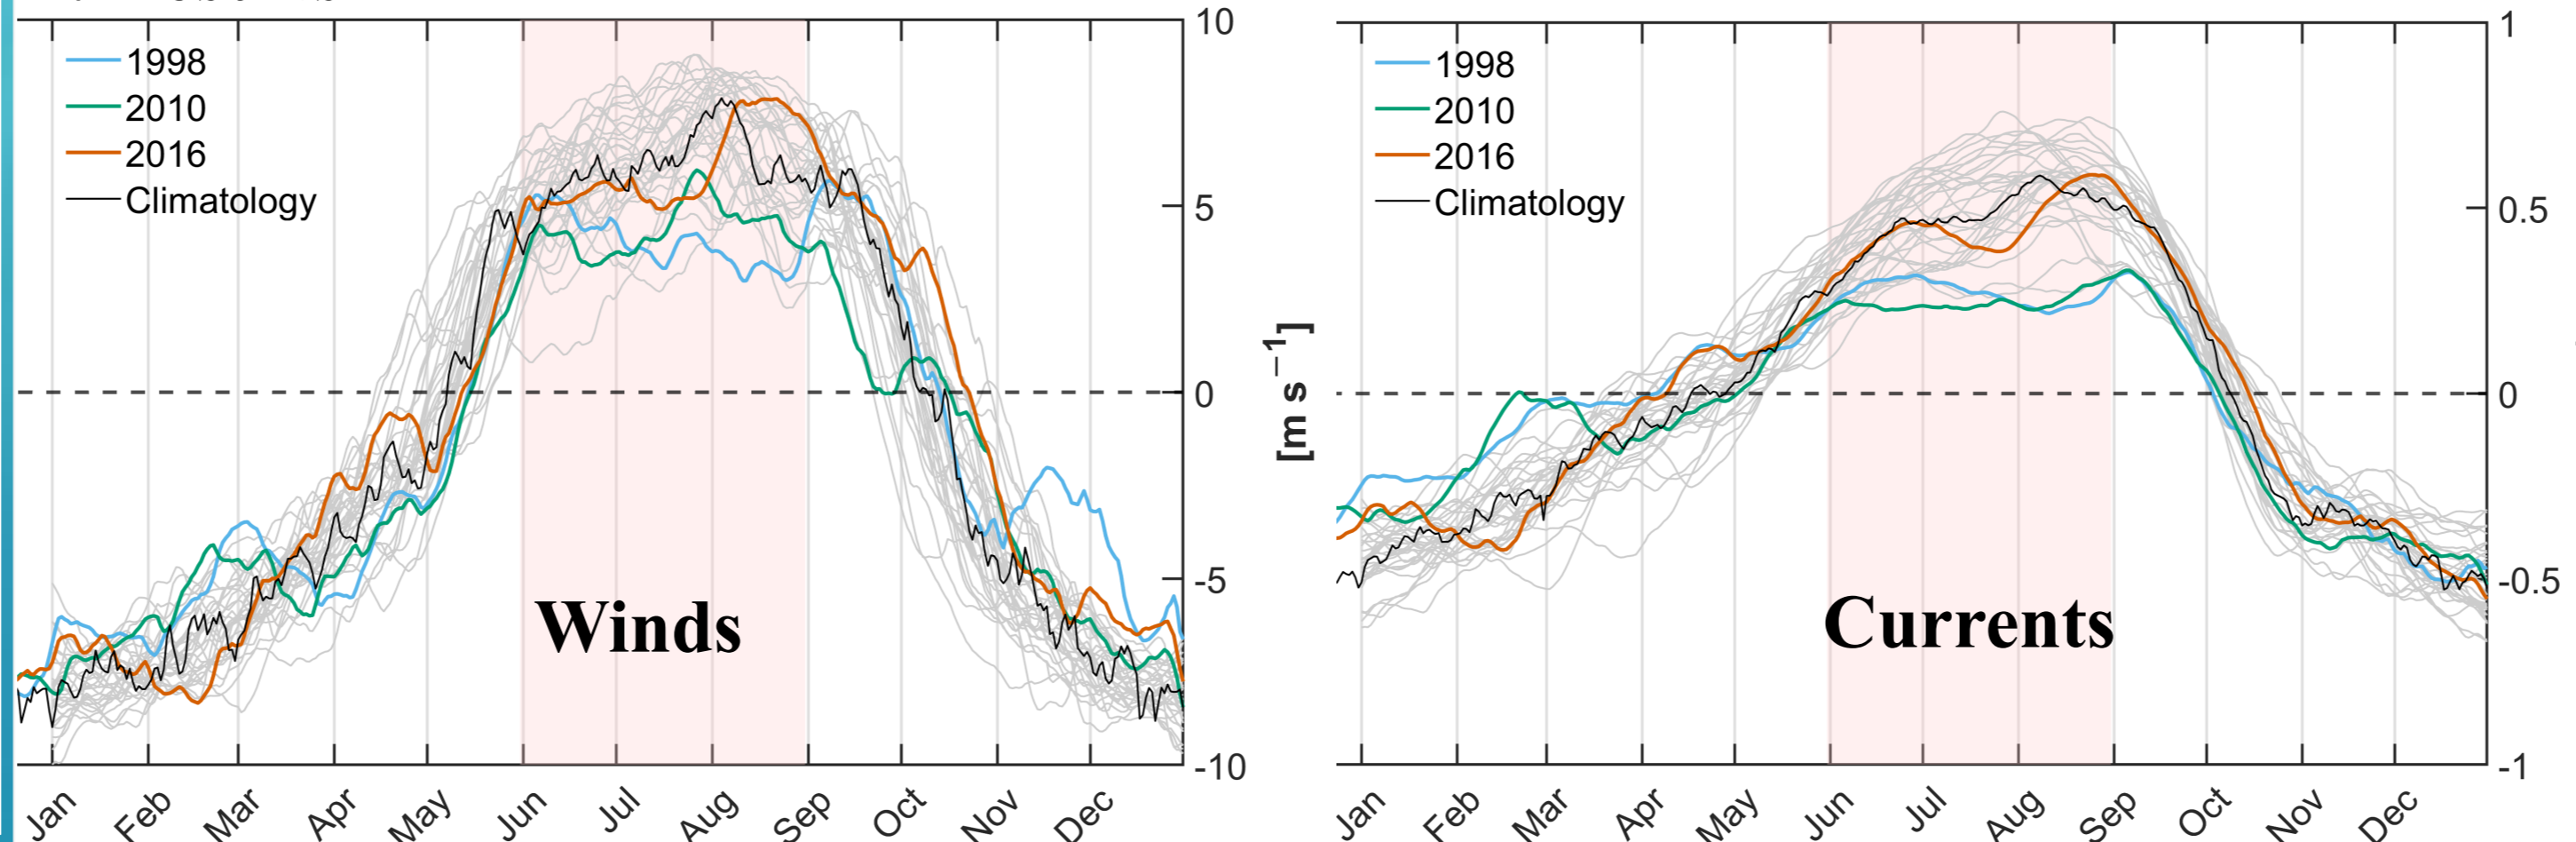 1998
2010
2016
Climatology
10
5
0
-5
-10
Winds
Jan Feb Mar Apr May Jun Jul Aug Sep Oct Nov Dec
1998
2010
2016
Climatology
[m s⁻¹]
1
0.5
0
-0.5
-1
Currents
Jan Feb Mar Apr May Jun Jul Aug Sep Oct Nov Dec